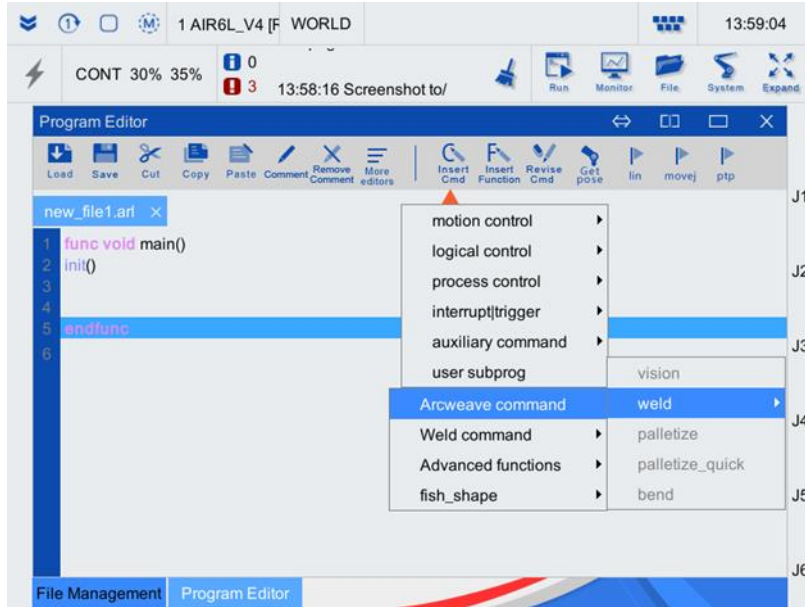 1 AIR6L_V4 [F WORLD 13:59:04
CONT 30% 35%
0
3 13:58:16 Screenshot to/
Run Monitor File System Expand
Program Editor
Load Save Cut Copy Paste Comment Remove Comment More editors Insert Cmd Insert Function Revise Cmd Get pose lin movej ptp
new_file1.arl
1 func void main()
2 init()
3
4
5 endfunc
6
motion control
logical control
process control
interrupt|trigger
auxiliary command
user subprog
Arcweave command
Weld command
Advanced functions
fish_shape
vision
weld
palletize
palletize_quick
bend
J1
J2
J3
J4
J5
J6
File Management Program Editor